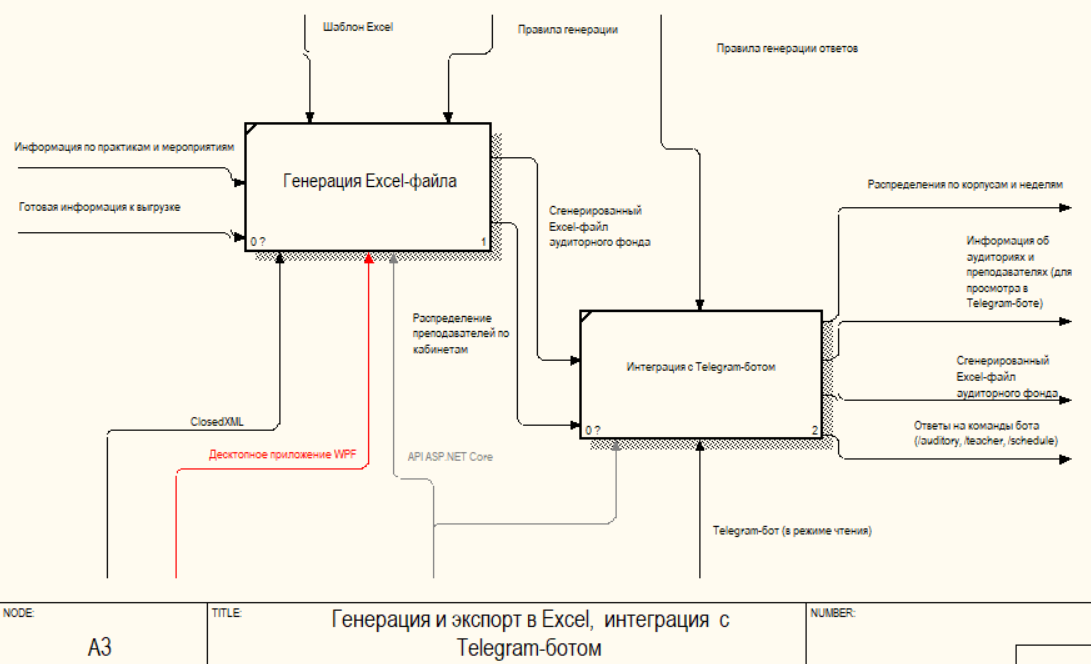 Шаблон Excel
Правила генерации
Правила генерации ответов
Информация по практикам и мероприятиям
Генерация Excel-файла
Готовая информация к выгрузке
0 ?
1
Сгенерированный
Excel-файл
аудиторного фонда
Распределения по корпусам и неделям
Информация об
аудиториях и
преподавателях (для
просмотра в
Telegram-боте)
Распределение
преподавателей по
кабинетам
Интеграция с Telegram-ботом
0 ?
2
Сгенерированный
Excel-файл
аудиторного фонда
Ответы на команды бота
(/auditory, /teacher, /schedule)
ClosedXML
Десктопное приложение WPF
API ASP.NET Core
Telegram-бот (в режиме чтения)
NODE:
A3
TITLE:
Генерация и экспорт в Excel, интеграция с
Telegram-ботом
NUMBER: